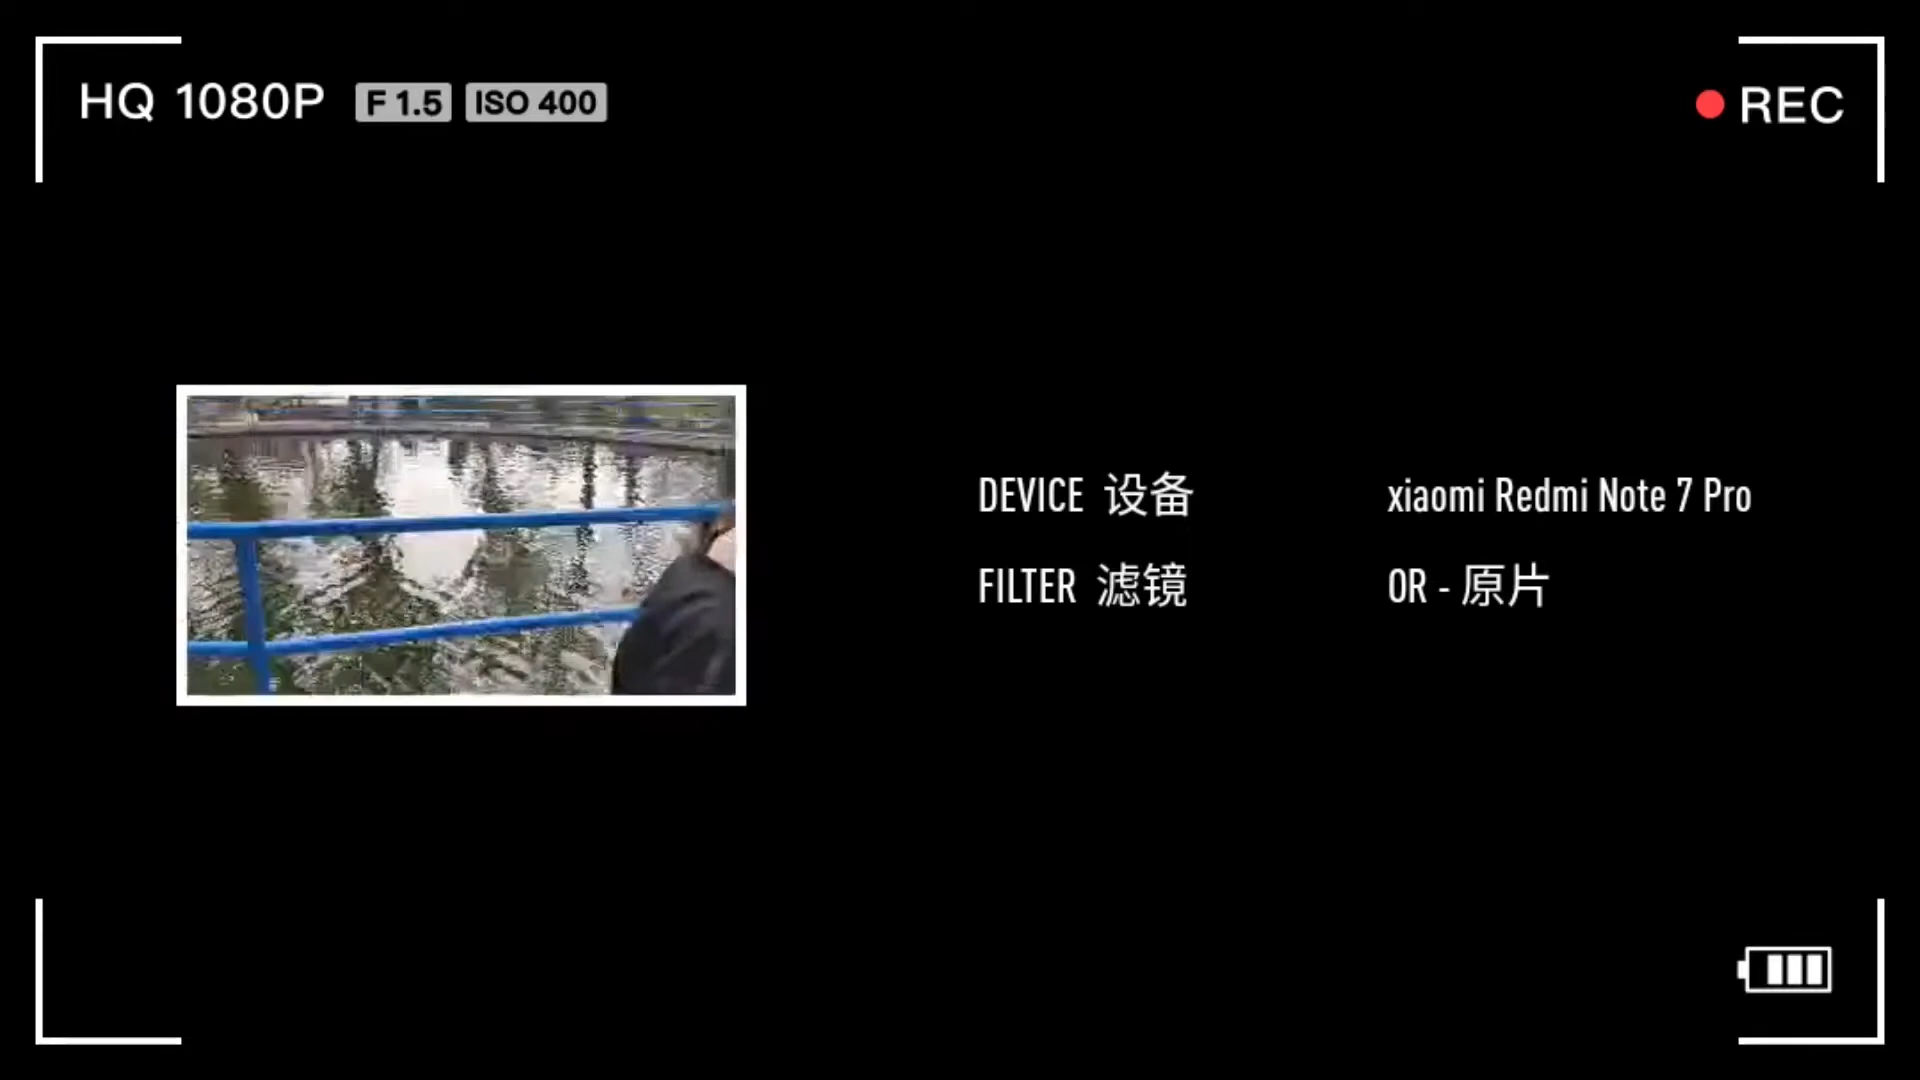 HQ 1080P F 1.5 ISO 400
REC
DEVICE 设备 xiaomi Redmi Note 7 Pro
FILTER 滤镜 OR - 原片